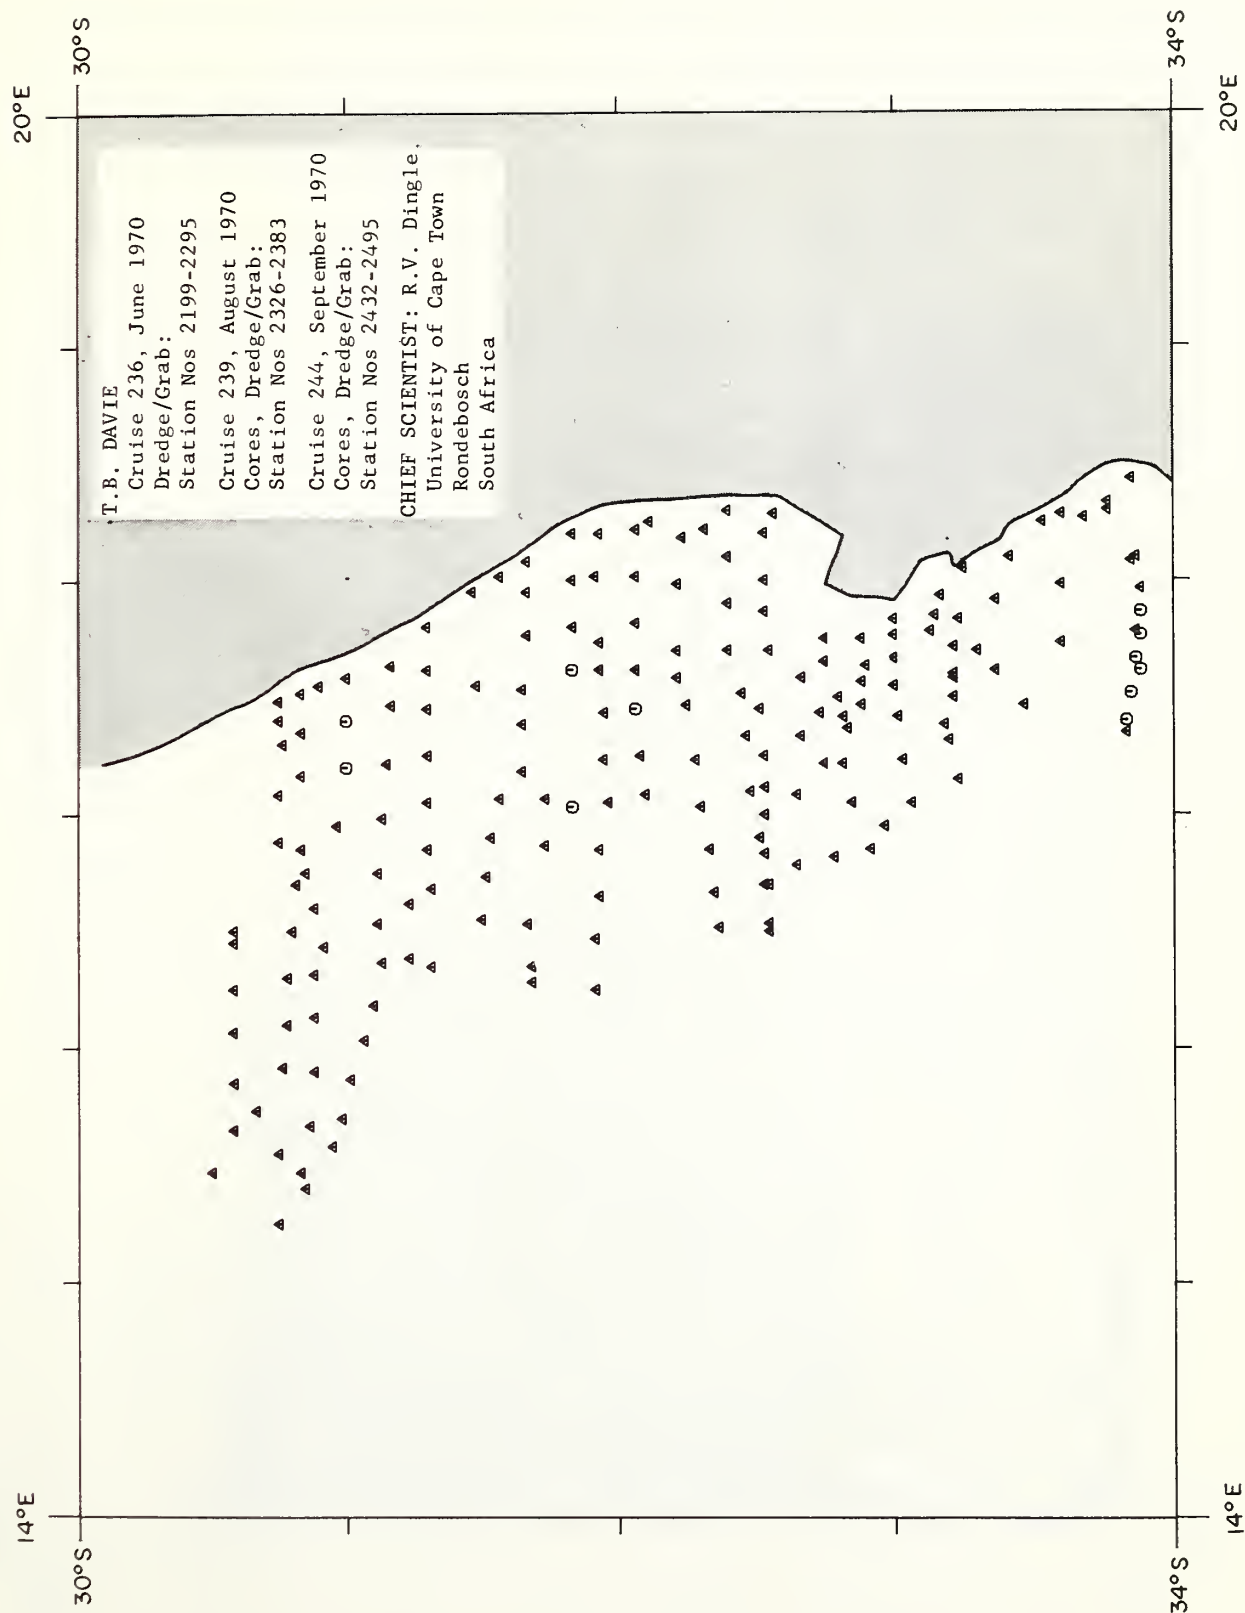 T.B. DAVIE
Cruise 236, June 1970
Dredge/Grab:
Station Nos 2199-2295
Cruise 239, August 1970
Cores, Dredge/Grab:
Station Nos 2326-2383
Cruise 244, September 1970
Cores, Dredge/Grab:
Station Nos 2432-2495
CHIEF SCIENTIST: R.V. Dingle,
University of Cape Town
Rondebosch
South Africa
14°E
20°E
30°S
30°S
34°S
34°S
14°E
20°E